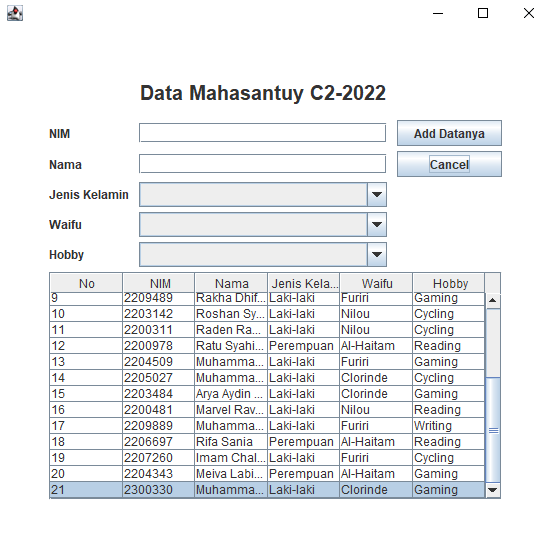 Data Mahasantuy C2-2022
NIM Add Datanya
Nama Cancel
Jenis Kelamin
Waifu
Hobby
No NIM Nama Jenis Kela... Waifu Hobby
9 2209489 Rakha Dhif... Laki-laki Furiri Gaming
10 2203142 Roshan Sy... Laki-laki Nilou Cycling
11 2200311 Raden Ra... Laki-laki Nilou Cycling
12 2200978 Ratu Syahi... Perempuan Al-Haitam Reading
13 2204509 Muhamma... Laki-laki Furiri Gaming
14 2205027 Muhamma... Laki-laki Clorinde Cycling
15 2203484 Arya Aydin ... Laki-laki Clorinde Gaming
16 2200481 Marvel Rav... Laki-laki Nilou Reading
17 2209889 Muhamma... Laki-laki Furiri Writing
18 2206697 Rifa Sania Perempuan Al-Haitam Reading
19 2207260 Imam Chal... Laki-laki Furiri Cycling
20 2204343 Meiva Labi... Perempuan Al-Haitam Gaming
21 2300330 Muhamma... Laki-laki Clorinde Gaming